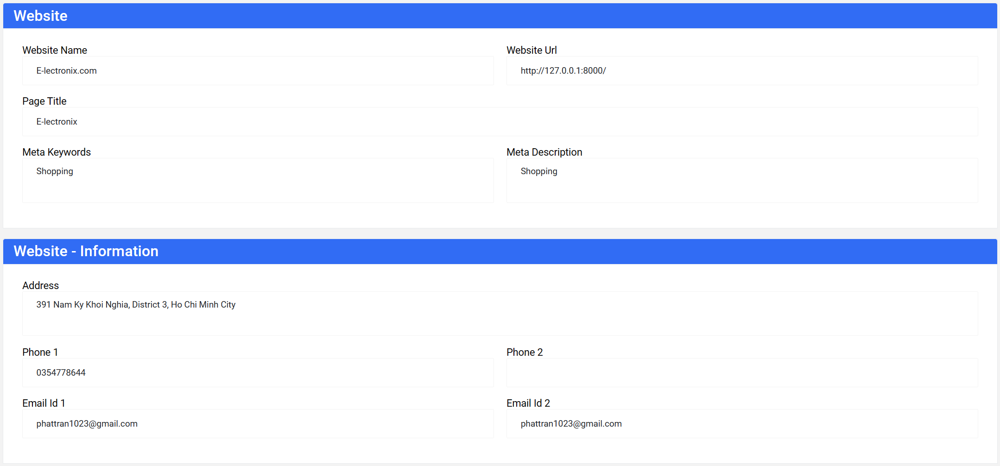 Website
Website Name
Website Url
E-lectronix.com
http://127.0.0.1:8000/
Page Title
E-lectronix
Meta Keywords
Meta Description
Shopping
Shopping
Website - Information
Address
391 Nam Ky Khoi Nghia, District 3, Ho Chi Minh City
Phone 1
Phone 2
0354778644
Email Id 1
Email Id 2
phattran1023@gmail.com
phattran1023@gmail.com